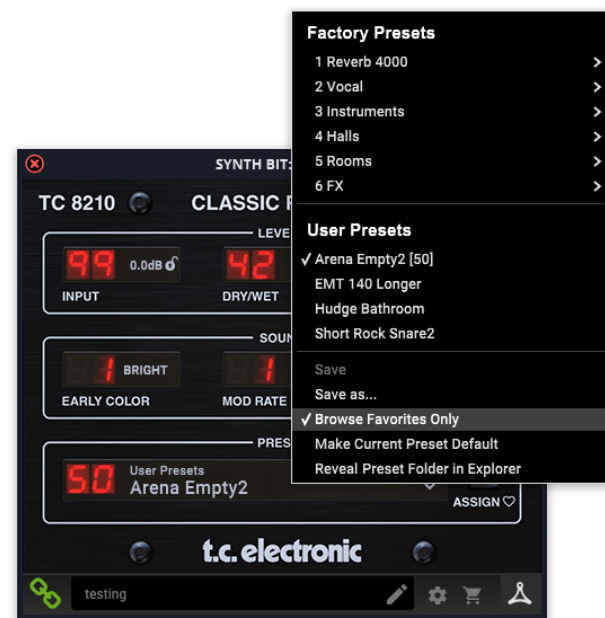 Factory Presets
1 Reverb 4000
2 Vocal
3 Instruments
4 Halls
5 Rooms
6 FX
User Presets
✓ Arena Empty2 [50]
EMT 140 Longer
Hudge Bathroom
Short Rock Snare2
Save
Save as...
✓ Browse Favorites Only
Make Current Preset Default
Reveal Preset Folder in Explorer
SYNTH BIT:
TC 8210 CLASSIC
LEVE
99 0.0dB 42
INPUT DRY/WET
SOUN
1 BRIGHT 1
EARLY COLOR MOD RATE
PRES
50 User Presets
Arena Empty2
ASSIGN
t.c. electronic
testing